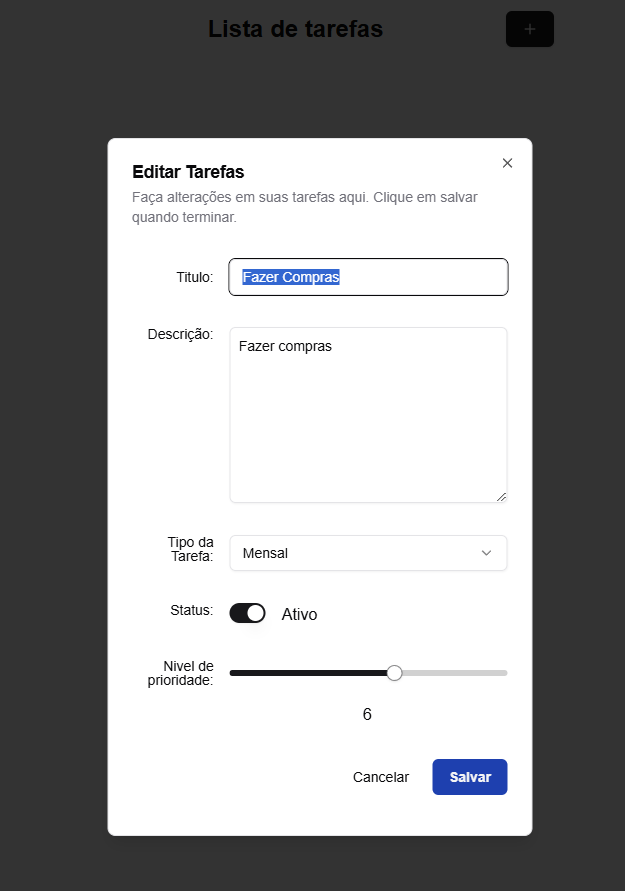 Lista de tarefas
+
Editar Tarefas
Faça alterações em suas tarefas aqui. Clique em salvar
quando terminar.
Titulo:
Fazer Compras
Descrição:
Fazer compras
Tipo da
Tarefa:
Mensal
Status:
Ativo
Nivel de
prioridade:
6
Cancelar
Salvar